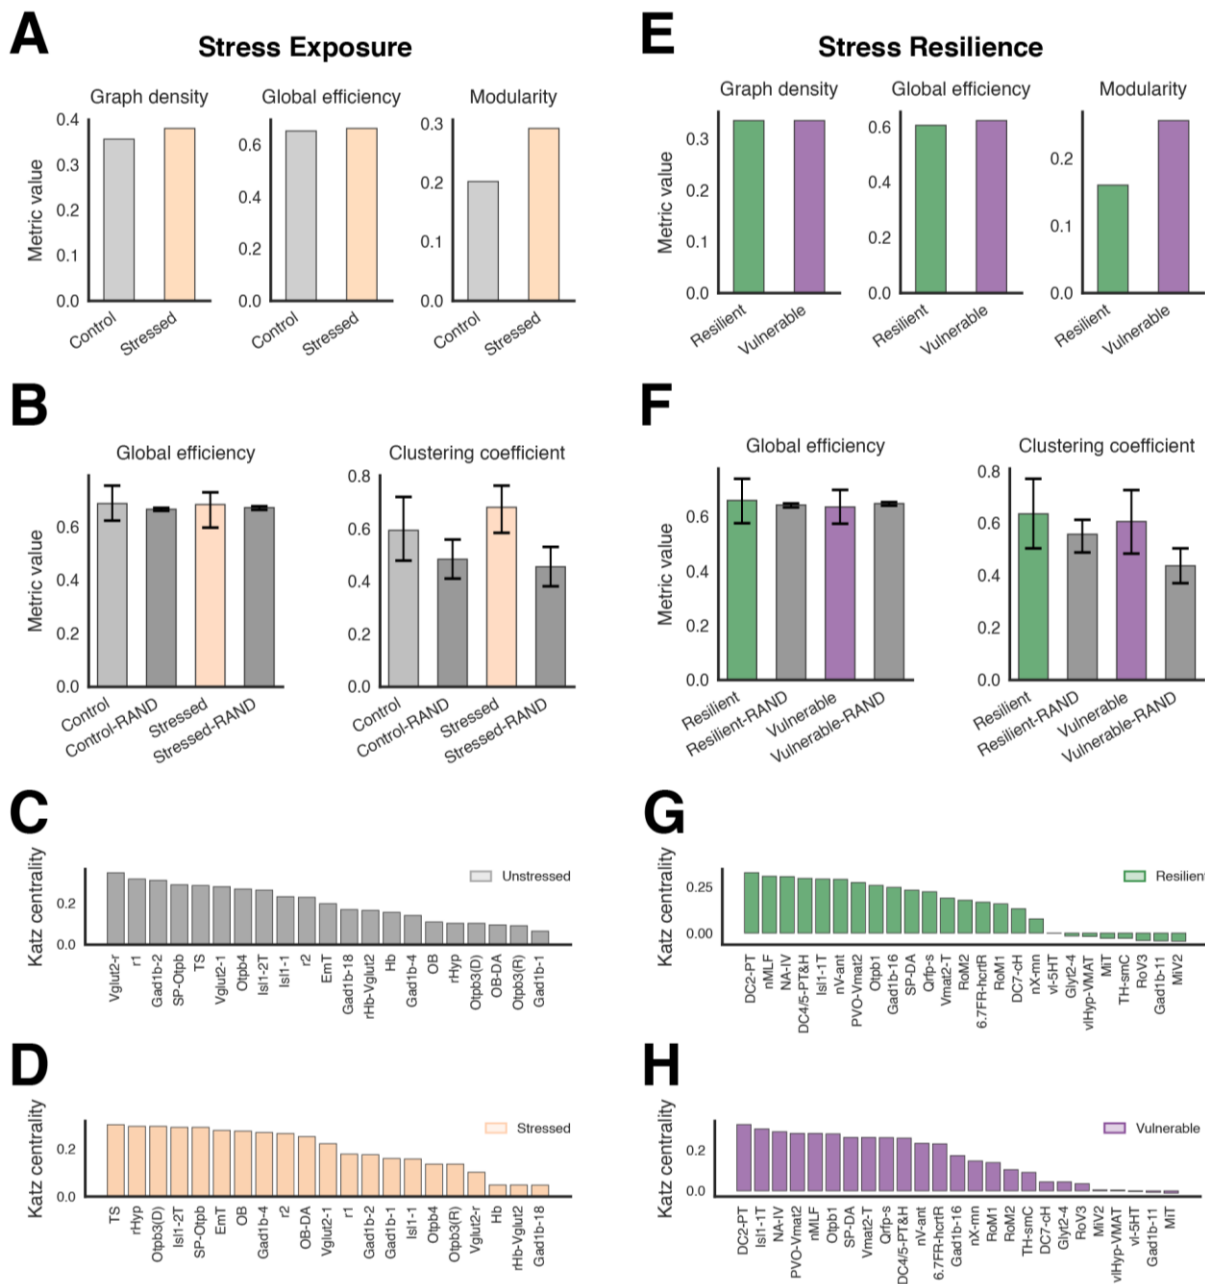 A
Stress Exposure
Graph density
Global efficiency
Modularity
Metric value
0.4
0.3
0.2
0.1
0.0
Control
Stressed
0.6
0.4
0.2
0.0
Control
Stressed
0.3
0.2
0.1
0.0
Control
Stressed
E
Stress Resilience
Graph density
Global efficiency
Modularity
Metric value
0.3
0.2
0.1
0.0
Resilient
Vulnerable
0.6
0.4
0.2
0.0
Resilient
Vulnerable
0.2
0.1
0.0
Resilient
Vulnerable
B
Global efficiency
Clustering coefficient
Metric value
0.6
0.4
0.2
0.0
Control
Control-RAND
Stressed
Stressed-RAND
0.8
0.6
0.4
0.2
0.0
Control
Control-RAND
Stressed
Stressed-RAND
F
Global efficiency
Clustering coefficient
Metric value
0.6
0.4
0.2
0.0
Resilient
Resilient-RAND
Vulnerable
Vulnerable-RAND
0.8
0.6
0.4
0.2
0.0
Resilient
Resilient-RAND
Vulnerable
Vulnerable-RAND
C
Katz centrality
0.2
0.0
Unstressed
Vglut2-r
r1
Gad1b-2
SP-Otpb
TS
Vglut2-1
Otpb4
Isl1-2T
Isl1-1
r2
EmT
Gad1b-18
rHb-Vglut2
Hb
Gad1b-4
OB
rHyp
Otpb3(D)
OB-DA
Otpb3(R)
Gad1b-1
G
Katz centrality
0.25
0.00
Resilient
DC2-PT
nMLF
NA-IV
DC4/5-PT&H
Isl1-1T
nV-ant
PVO-Vmat2
Otpb1
Gad1b-16
SP-DA
Qrfp-s
Vmat2-T
RoM2
6.7FR-hcrtR
RoM1
DC7-cH
nX-mn
vl-5HT
Glyt2-4
vlHyp-VMAT
MiT
TH-smC
RoV3
Gad1b-11
MiV2
D
Katz centrality
0.2
0.0
Stressed
TS
rHyp
Otpb3(D)
Isl1-2T
SP-Otpb
EmT
OB
Gad1b-4
r2
OB-DA
Vglut2-1
r1
Gad1b-2
Gad1b-1
Isl1-1
Otpb4
Otpb3(R)
Vglut2-r
Hb
rHb-Vglut2
Gad1b-18
H
Katz centrality
0.2
0.0
Vulnerable
DC2-PT
Isl1-1T
NA-IV
PVO-Vmat2
nMLF
Otpb1
SP-DA
Vmat2-T
Qrfp-s
DC4/5-PT&H
nV-ant
6.7FR-hcrtR
Gad1b-16
nX-mn
RoM1
RoM2
TH-smC
DC7-cH
Glyt2-4
RoV3
MiV2
vlHyp-VMAT
vl-5HT
Gad1b-11
MiT